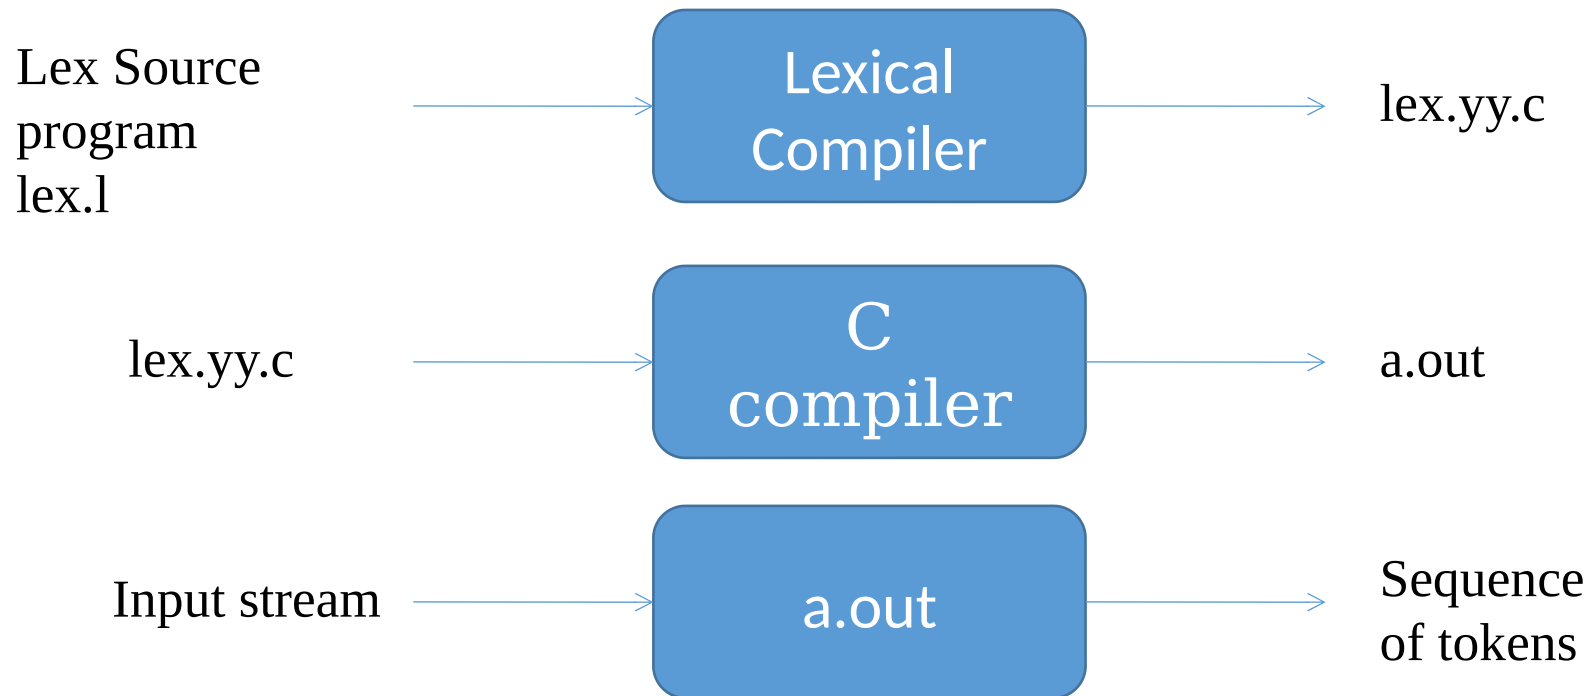 Lex Source
program
lex.l
Lexical
Compiler
lex.yy.c
lex.yy.c
C
compiler
a.out
Input stream
a.out
Sequence
of tokens